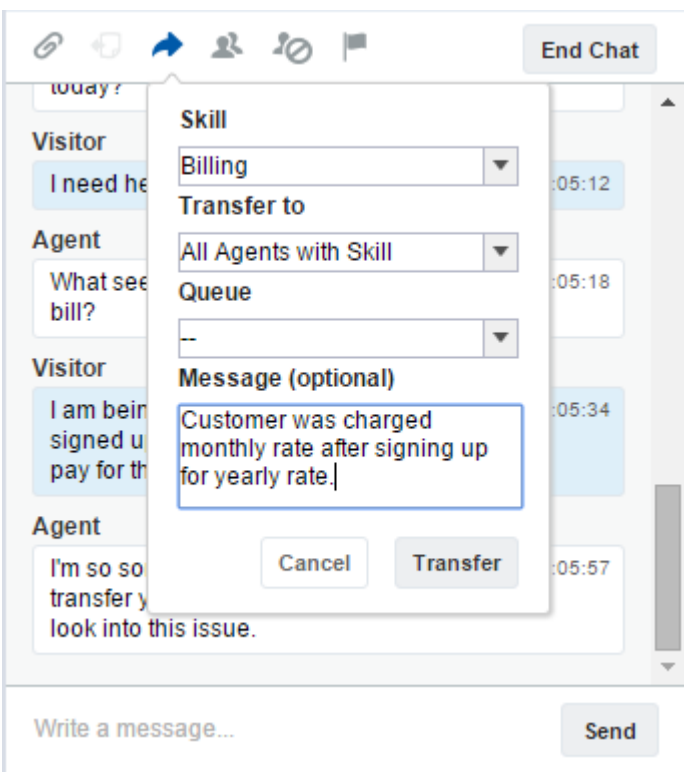 End Chat
today?
Visitor
I need he
:05:12
Agent
What see
:05:18
bill?
Visitor
I am bein
:05:34
signed u
pay for th
Agent
I'm so so
:05:57
transfer y
look into this issue.
Skill
Billing
Transfer to
All Agents with Skill
Queue
--
Message (optional)
Customer was charged
monthly rate after signing up
for yearly rate.
Cancel
Transfer
Write a message...
Send